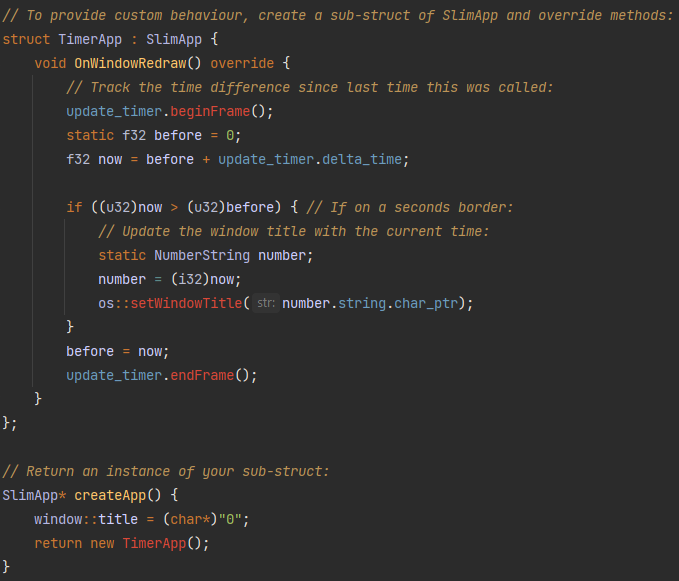 // To provide custom behaviour, create a sub-struct of SlimApp and override methods:
struct TimerApp : SlimApp {
    void OnWindowRedraw() override {
        // Track the time difference since last time this was called:
        update_timer.beginFrame();
        static f32 before = 0;
        f32 now = before + update_timer.delta_time;

        if ((u32)now > (u32)before) { // If on a seconds border:
            // Update the window title with the current time:
            static NumberString number;
            number = (i32)now;
            os::setWindowTitle( str: number.string.char_ptr);
        }
        before = now;
        update_timer.endFrame();
    }
};

// Return an instance of your sub-struct:
SlimApp* createApp() {
    window::title = (char*)"0";
    return new TimerApp();
}